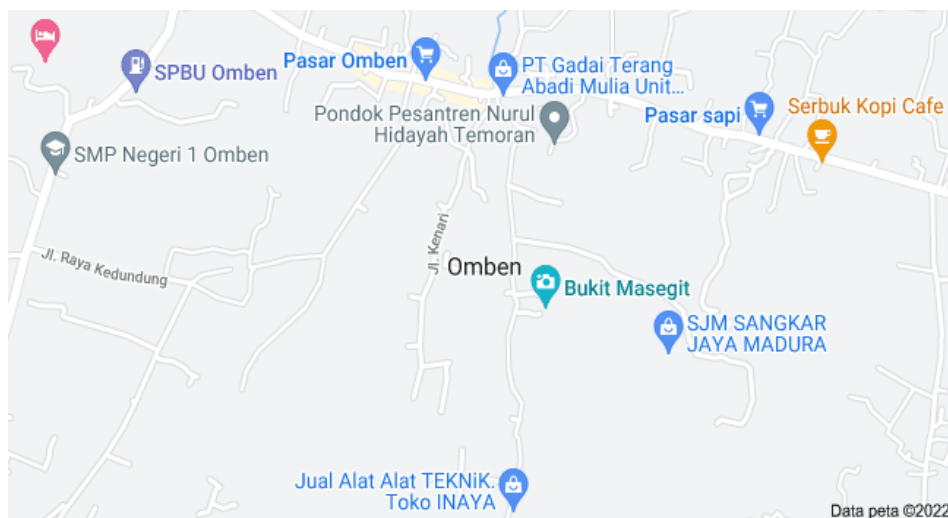 Pasar Omben
SPBU Omben
PT Gadai Terang
Abadi Mulia Unit...
Pondok Pesantren Nurul
Hidayah Temoran
Pasar sapi
Serbuk Kopi Cafe
SMP Negeri 1 Omben
Jl. Raya Kedundung
Jl. Kenari
Omben
Bukit Masegit
SJM SANGKAR
JAYA MADURA
Jual Alat Alat TEKNiK.
Toko INAYA
Data peta ©2022